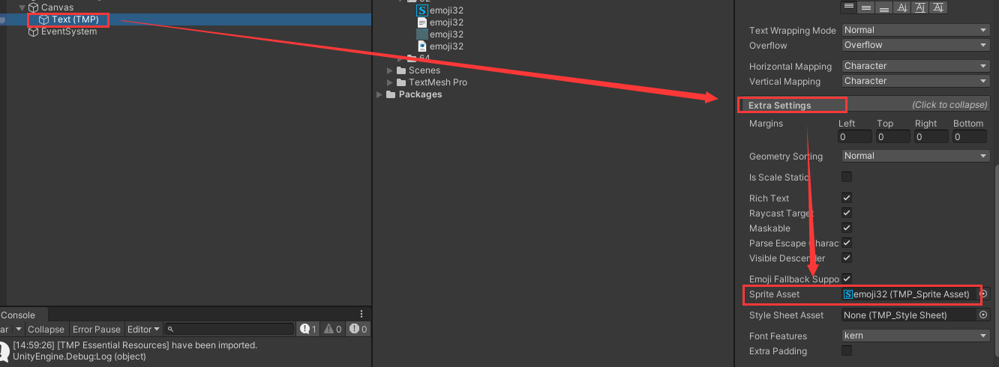 Canvas
Text (TMP)
EventSystem
emoji32
emoji32
emoji32
emoji32
64
Scenes
TextMesh Pro
Packages
Text Wrapping Mode Normal
Overflow Overflow
Horizontal Mapping Character
Vertical Mapping Character
Extra Settings (Click to collapse)
Margins Left Top Right Bottom
0 0 0 0
Geometry Sorting Normal
Is Scale Static
Rich Text
Raycast Target
Maskable
Parse Escape Charac
Visible Descender
Emoji Fallback Suppo
Sprite Asset emoji32 (TMP_Sprite Asset)
Style Sheet Asset None (TMP_Style Sheet)
Font Features kern
Extra Padding
Console
ar Collapse Error Pause Editor 1 0 0
[14:59:26] [TMP Essential Resources] have been imported.
UnityEngine.Debug:Log (object)